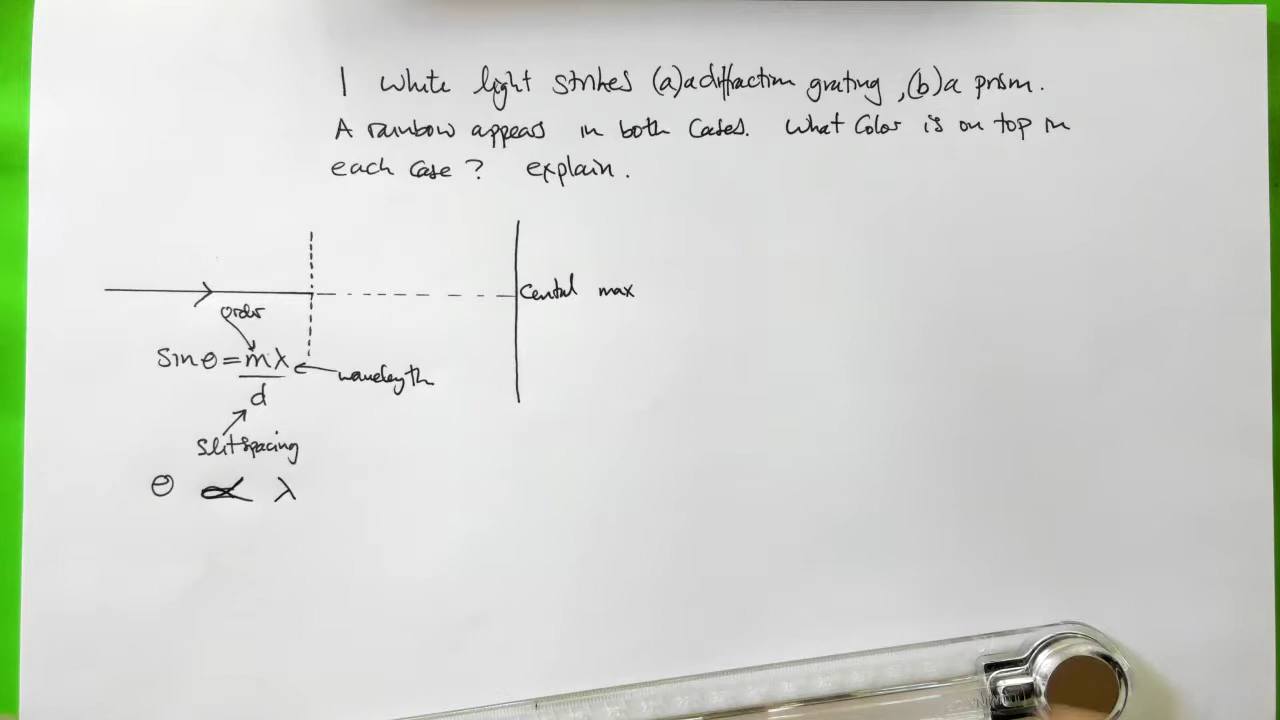 1 White light strikes (a) a diffraction grating, (b) a prism.
A rainbow appears in both Cases. What Color is on top in
each case? explain.
Central max
order
sinθ = mλ
d
wavelength
slit spacing
θ ∝ λ